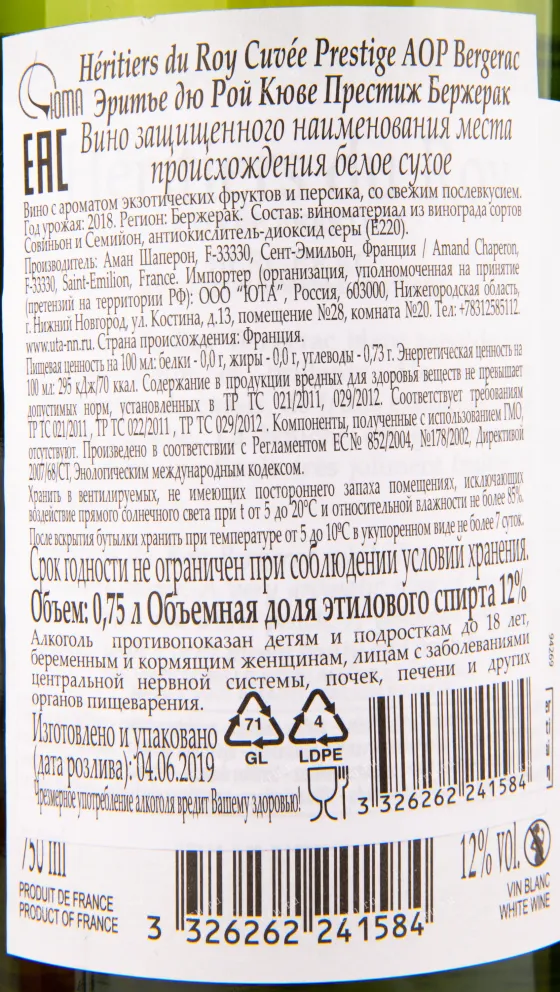 Héritiers du Roy Cuvée Prestige AOP Bergerac
ЮТА
Эритье дю Рой Кюве Престиж Бержерак
EAC
Вино защищенного наименования места
происхождения белое сухое
Вино с ароматом экзотических фруктов и персика, со свежим послевкусием.
Год урожая: 2018. Регион: Бержерак. Состав: виноматериал из винограда сортов
Совиньон и Семийон, антиокислитель-диоксид серы (Е220).
Производитель: Аман Шаперон, F-33330, Сент-Эмильон, Франция / Amand Chaperon,
F-33330, Saint-Emilion, France. Импортер (организация, уполномоченная на принятие
(претензий на территории РФ): ООО "ЮТА", Россия, 603000, Нижегородская область,
г. Нижний Новгород, ул. Костина, д.13, помещение №28, комната №20. Тел: +78312585112.
www.uta-nn.ru. Страна происхождения: Франция.
Пищевая ценность на 100 мл: белки - 0,0 г, жиры - 0,0 г, углеводы - 0,73 г. Энергетическая ценность на
100 мл: 295 кДж/70 ккал. Содержание в продукции вредных для здоровья веществ не превышает
допустимых норм, установленных в ТР ТС 021/2011, 029/2012. Соответствует требованиям
ТР ТС 021/2011 , ТР ТС 022/2011 , ТР ТС 029/2012 . Компоненты, полученные с использованием ГМО,
отсутствуют. Произведено в соответствии с Регламентом ЕС№ 852/2004, №178/2002, Директивой
2007/68/СТ, Энологическим международным кодексом.
Хранить в вентилируемых, не имеющих постороннего запаха помещениях, исключающих
воздействие прямого солнечного света при t от 5 до 20°С и относительной влажности не более 85%.
После вскрытия бутылки хранить при температуре от 5 до 10°С в укупоренном виде не более 7 суток.
Срок годности не ограничен при соблюдении условий хранения.
Объем: 0,75 л Объемная доля этилового спирта 12%
Алкоголь противопоказан детям и подросткам до 18 лет,
беременным и кормящим женщинам, лицам с заболеваниями
центральной нервной системы, почек, печени и других
органов пищеварения.
94269
Изготовлено и упаковано
(дата розлива): 04.06.2019
Чрезмерное употребление алкоголя вредит Вашему здоровью!
71
GL
4
LDPE
3 326262 241584
750 ml
PRODUIT DE FRANCE
PRODUCT OF FRANCE
3 326262 241584
12% vol.
VIN BLANC
WHITE WINE